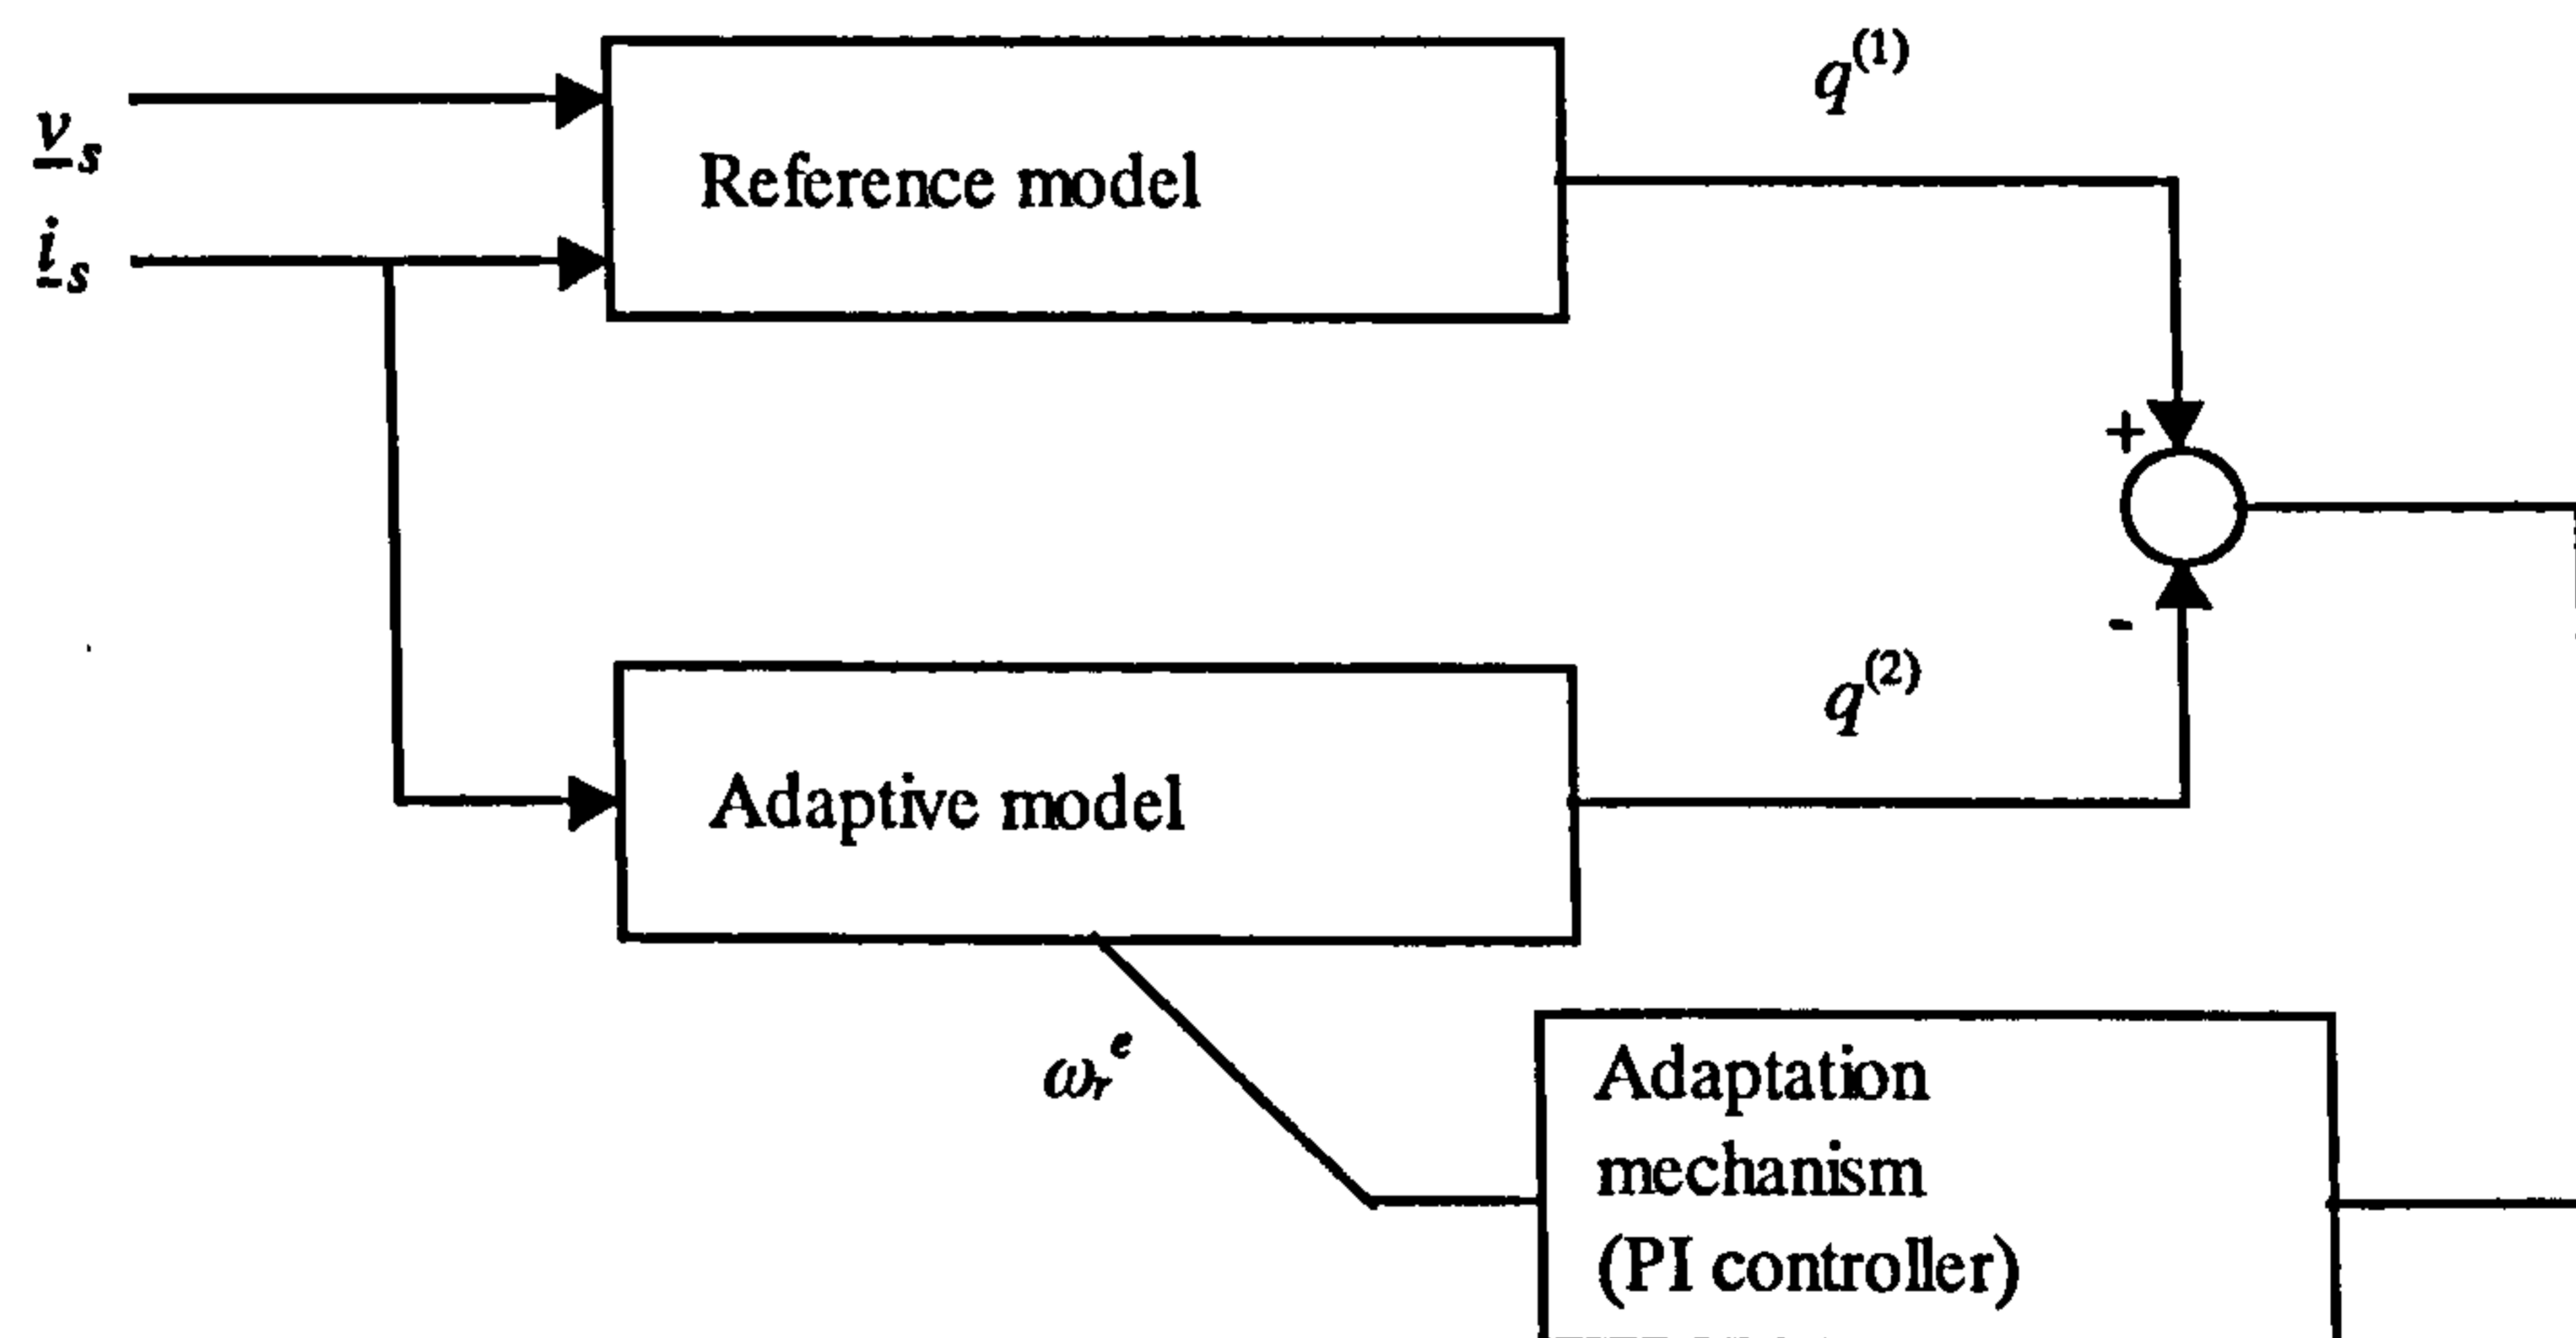 q^(1)
v_s
Reference model
i_s
+
-
q^(2)
Adaptive model
ω_r^e
Adaptation
mechanism
(PI controller)